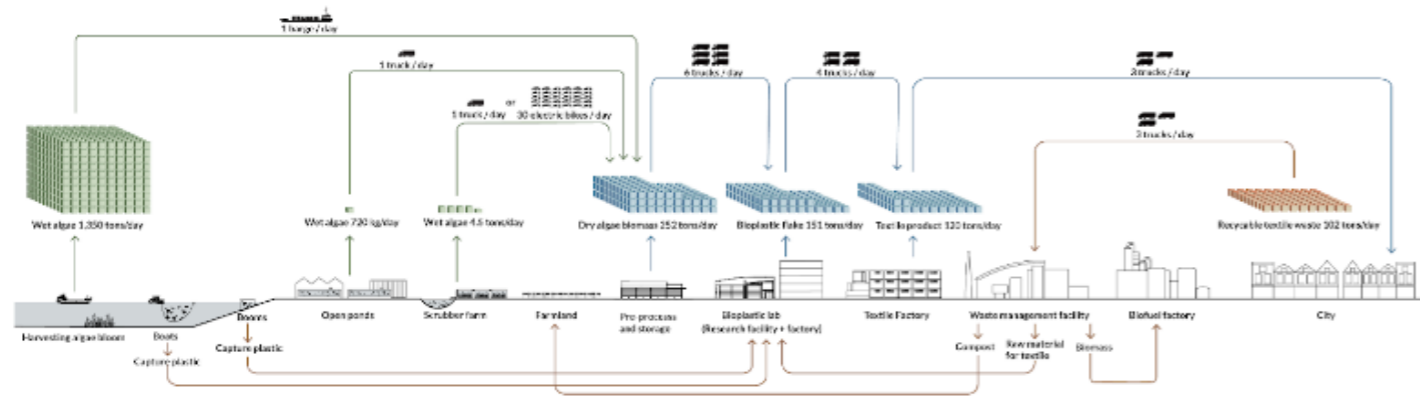 1 barge / day
1 truck / day
1 truck / day
or
30 electric bikes / day
6 trucks / day
4 trucks / day
3 trucks / day
3 trucks / day
Wet algae 1,350 tons/day
Wet algae 720 kg/day
Wet algae 4.5 tons/day
Dry algae biomass 252 tons/day
Bioplastic flake 151 tons/day
Textile product 120 tons/day
Recycable textile waste 102 tons/day
Harvesting algae bloom
Boats
Booms
Open ponds
Scrubber farm
Farmland
Pre-process
and storage
Bioplastic lab
(Research facility + factory)
Textile Factory
Waste management facility
Biofuel factory
City
Capture plastic
Capture plastic
Compost
Raw material
for textile
Biomass